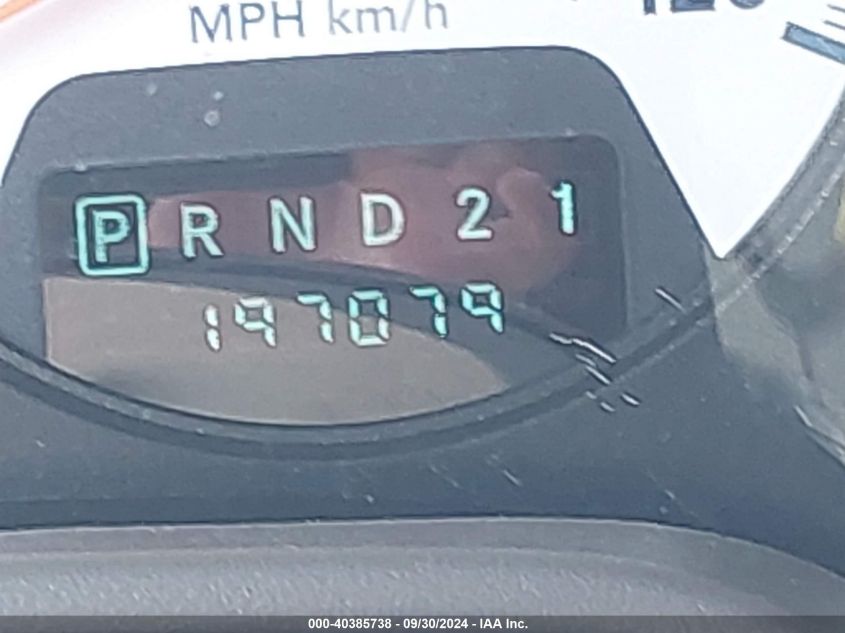 MPH km/h
P R N D 2 1
197079
000-40385738 - 09/30/2024 - IAA Inc.